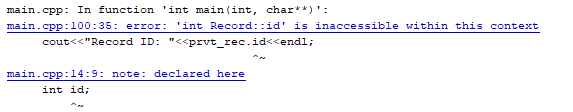 main.cpp: In function 'int main(int, char**)':
main.cpp:100:35: error: 'int Record::id' is inaccessible within this context
cout<<"Record ID: "<<prvt_rec.id<<endl;
^~
main.cpp:14:9: note: declared here
int id;
^~